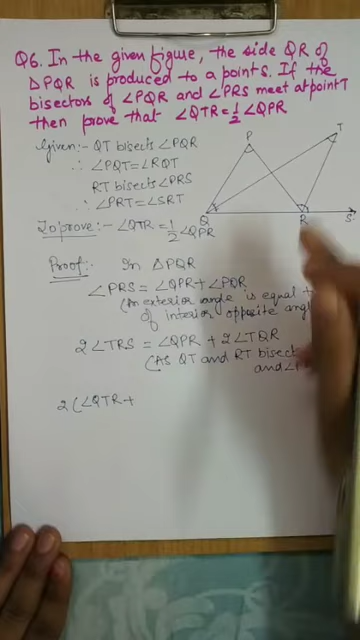 Q6. In the given figure, the side QR of
ΔPQR is produced to a point S. If the
bisectors of ∠PQR and ∠PRS meet at point T
then prove that ∠QTR = 1/2 ∠QPR
Given:- QT bisects ∠PQR
∴ ∠PQT = ∠RQT
RT bisects ∠PRS
∴ ∠PRT = ∠SRT
To prove:- ∠QTR = 1/2 ∠QPR
P
T
Q
R
S
Proof:- In ΔPQR
∠PRS = ∠QPR + ∠PQR
(An exterior angle is equal
of interior opposite
2∠TRS = ∠QPR + 2∠TQR
(As QT and RT bisect
and
2(∠QTR +